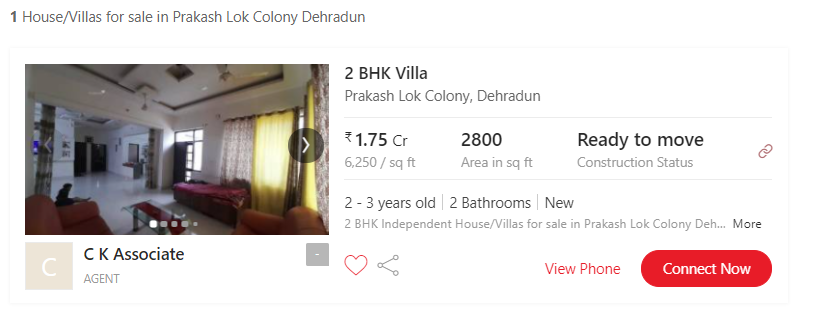 1 House/Villas for sale in Prakash Lok Colony Dehradun
2 BHK Villa
Prakash Lok Colony, Dehradun
₹ 1.75 Cr
6,250 / sq ft
2800
Area in sq ft
Ready to move
Construction Status
2 - 3 years old | 2 Bathrooms | New
2 BHK Independent House/Villas for sale in Prakash Lok Colony Deh... More
C
C K Associate
AGENT
-
View Phone
Connect Now